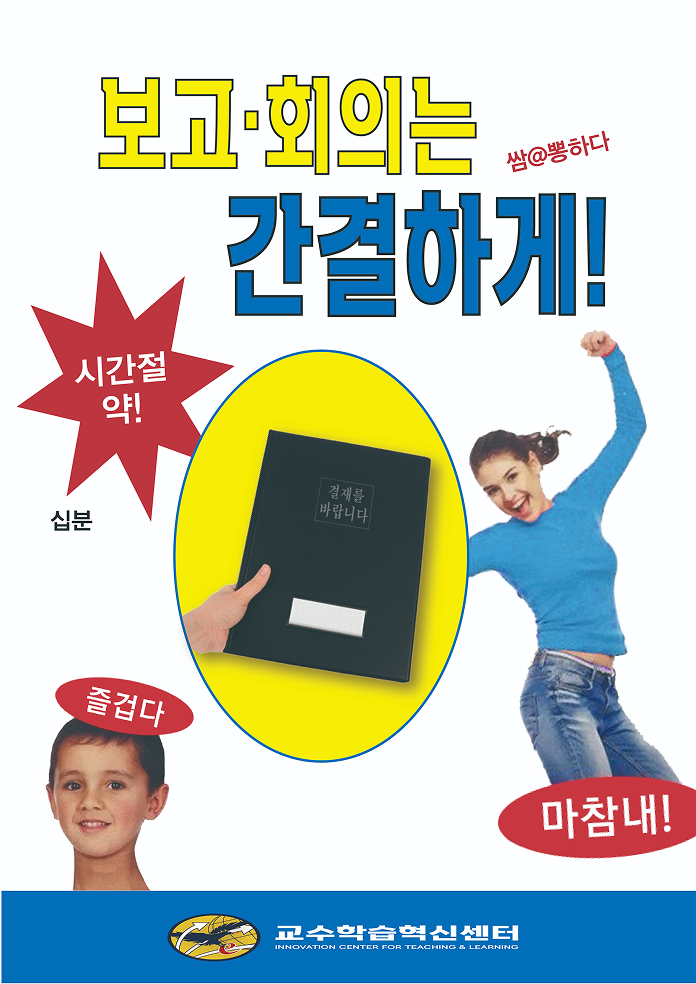 보고·회의는
쌈@뽕하다
간결하게!
시간절
약!
결재를
바랍니다
십분
즐겁다
마참내!
교수학습혁신센터
INNOVATION CENTER FOR TEACHING & LEARNING